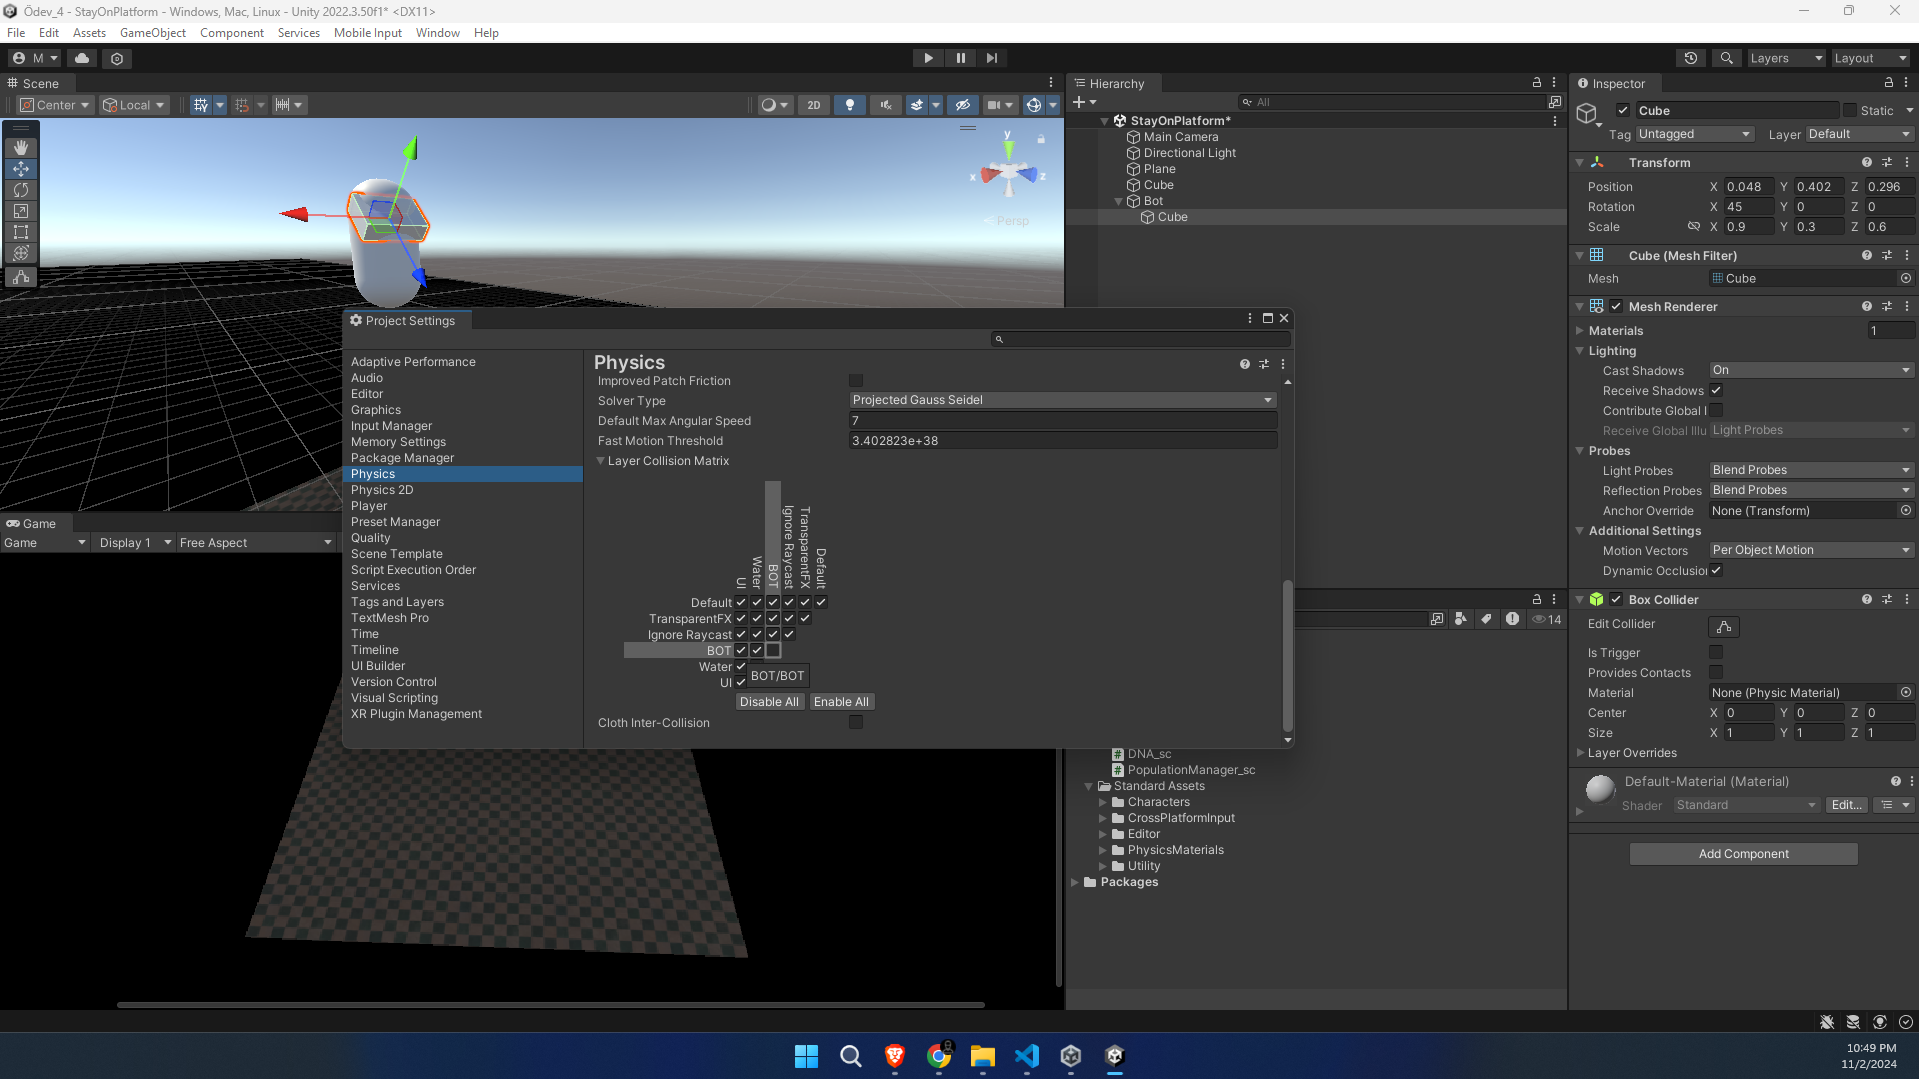 Ödev_4 - StayOnPlatform - Windows, Mac, Linux - Unity 2022.3.50f1* <DX11>
File Edit Assets GameObject Component Services Mobile Input Window Help
M
Layers Layout
Scene
Center Local
2D
y
x
z
Persp
Hierarchy
All
StayOnPlatform*
Main Camera
Directional Light
Plane
Cube
Bot
Cube
Inspector
Cube
Static
Tag Untagged Layer Default
Transform
Position X 0.048 Y 0.402 Z 0.296
Rotation X 45 Y 0 Z 0
Scale X 0.9 Y 0.3 Z 0.6
Cube (Mesh Filter)
Mesh Cube
Mesh Renderer
Materials 1
Lighting
Cast Shadows On
Receive Shadows
Contribute Global I
Receive Global Illu Light Probes
Probes
Light Probes Blend Probes
Reflection Probes Blend Probes
Anchor Override None (Transform)
Additional Settings
Motion Vectors Per Object Motion
Dynamic Occlusion
Box Collider
Edit Collider
Is Trigger
Provides Contacts
Material None (Physic Material)
Center X 0 Y 0 Z 0
Size X 1 Y 1 Z 1
Layer Overrides
Default-Material (Material)
Shader Standard Edit...
Add Component
Project Settings
Adaptive Performance
Audio
Editor
Graphics
Input Manager
Memory Settings
Package Manager
Physics
Physics 2D
Player
Preset Manager
Quality
Scene Template
Script Execution Order
Services
Tags and Layers
TextMesh Pro
Time
Timeline
UI Builder
Version Control
Visual Scripting
XR Plugin Management
Physics
Improved Patch Friction
Solver Type Projected Gauss Seidel
Default Max Angular Speed 7
Fast Motion Threshold 3.402823e+38
Layer Collision Matrix
UI
Water
BOT
Ignore Raycast
TransparentFX
Default
Default
TransparentFX
Ignore Raycast
BOT
Water
UI
BOT/BOT
Disable All Enable All
Cloth Inter-Collision
Game
Game Display 1 Free Aspect
14
DNA_sc
PopulationManager_sc
Standard Assets
Characters
CrossPlatformInput
Editor
PhysicsMaterials
Utility
Packages
10:49 PM
11/2/2024